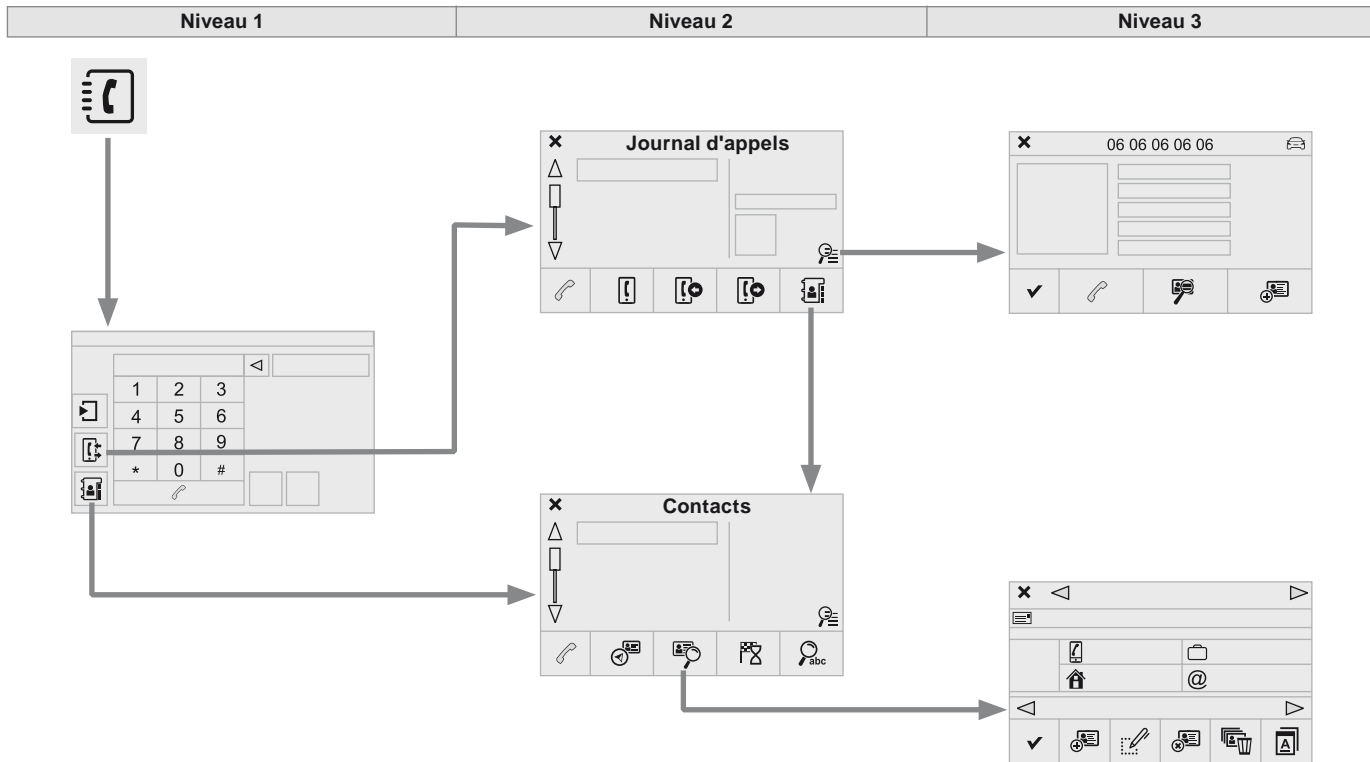 Niveau 1 Niveau 2 Niveau 3
Journal d'appels
06 06 06 06 06
1 2 3
4 5 6
7 8 9
* 0 #
Contacts
abc
@
A